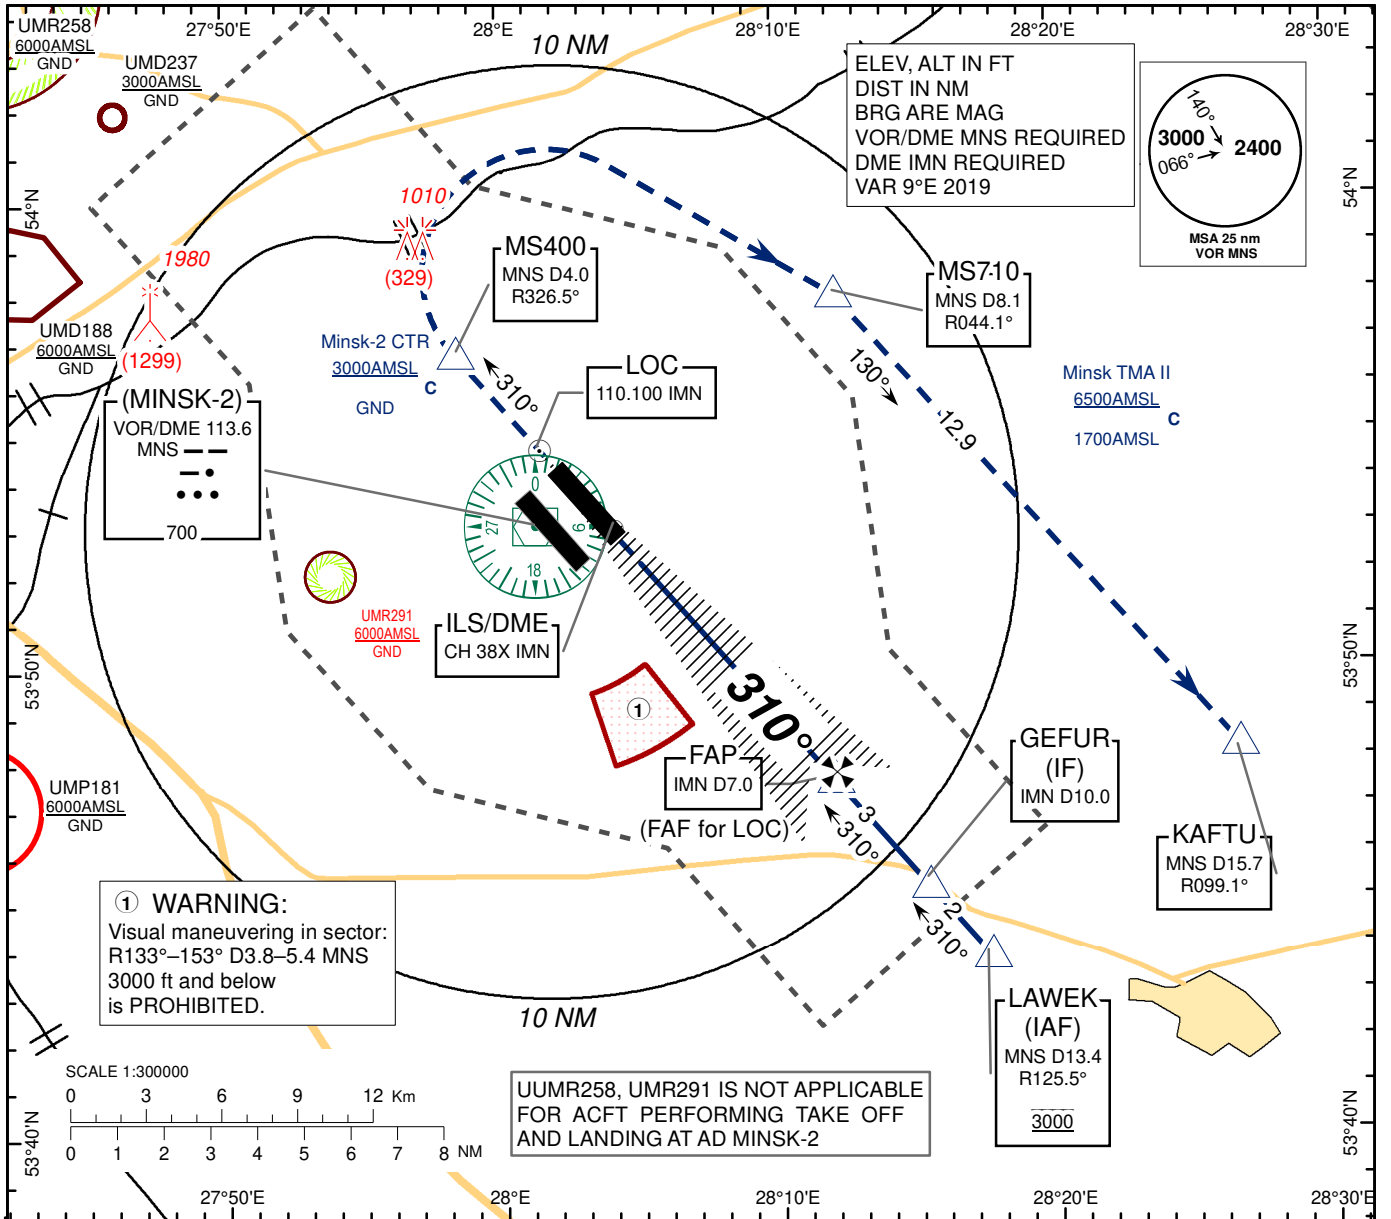 27°50'E
28°E
28°10'E
28°20'E
28°30'E
UMR258
6000AMSL
GND
UMD237
3000AMSL
GND
10 NM
ELEV, ALT IN FT
DIST IN NM
BRG ARE MAG
VOR/DME MNS REQUIRED
DME IMN REQUIRED
VAR 9°E 2019
140°
3000
066°
2400
MSA 25 nm
VOR MNS
54°N
54°N
1010
(329)
1980
(1299)
MS400
MNS D4.0
R326.5°
MS710
MNS D8.1
R044.1°
UMD188
6000AMSL
GND
Minsk-2 CTR
3000AMSL
C
GND
310°
LOC
110.100 IMN
130°
12.9
Minsk TMA II
6500AMSL
C
1700AMSL
(MINSK-2)
VOR/DME 113.6
MNS
700
0
6
18
27
UMR291
6000AMSL
GND
ILS/DME
CH 38X IMN
53°50'N
53°50'N
1
310°
FAP
IMN D7.0
(FAF for LOC)
GEFUR
(IF)
IMN D10.0
3
310°
UMP181
6000AMSL
GND
KAFTU
MNS D15.7
R099.1°
2
310°
1 WARNING:
Visual maneuvering in sector:
R133°–153° D3.8–5.4 MNS
3000 ft and below
is PROHIBITED.
10 NM
LAWEK
(IAF)
MNS D13.4
R125.5°
3000
SCALE 1:300000
0 3 6 9 12 Km
0 1 2 3 4 5 6 7 8 NM
UUMR258, UMR291 IS NOT APPLICABLE
FOR ACFT PERFORMING TAKE OFF
AND LANDING AT AD MINSK-2
53°40'N
53°40'N
27°50'E
28°E
28°10'E
28°20'E
28°30'E